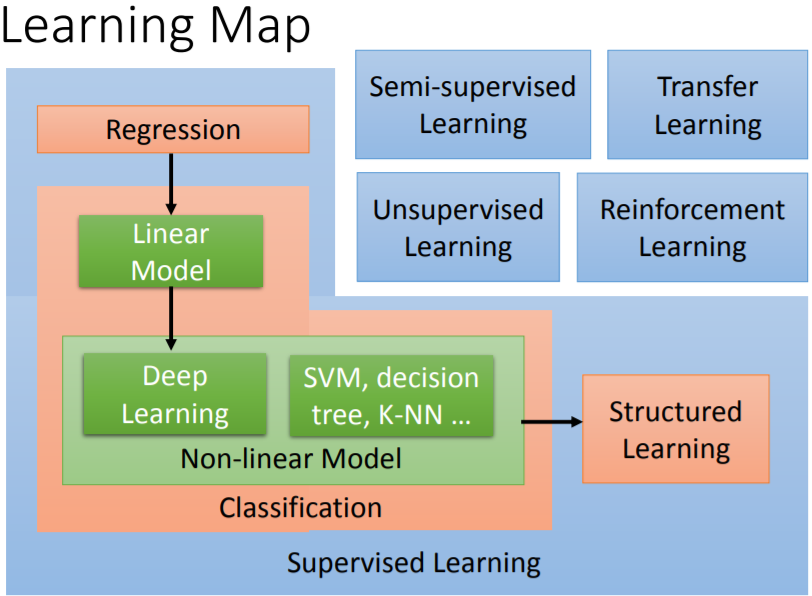 Learning Map
Regression
Linear
Model
Deep
Learning
SVM, decision
tree, K-NN ...
Non-linear Model
Classification
Supervised Learning
Structured
Learning
Semi-supervised
Learning
Transfer
Learning
Unsupervised
Learning
Reinforcement
Learning